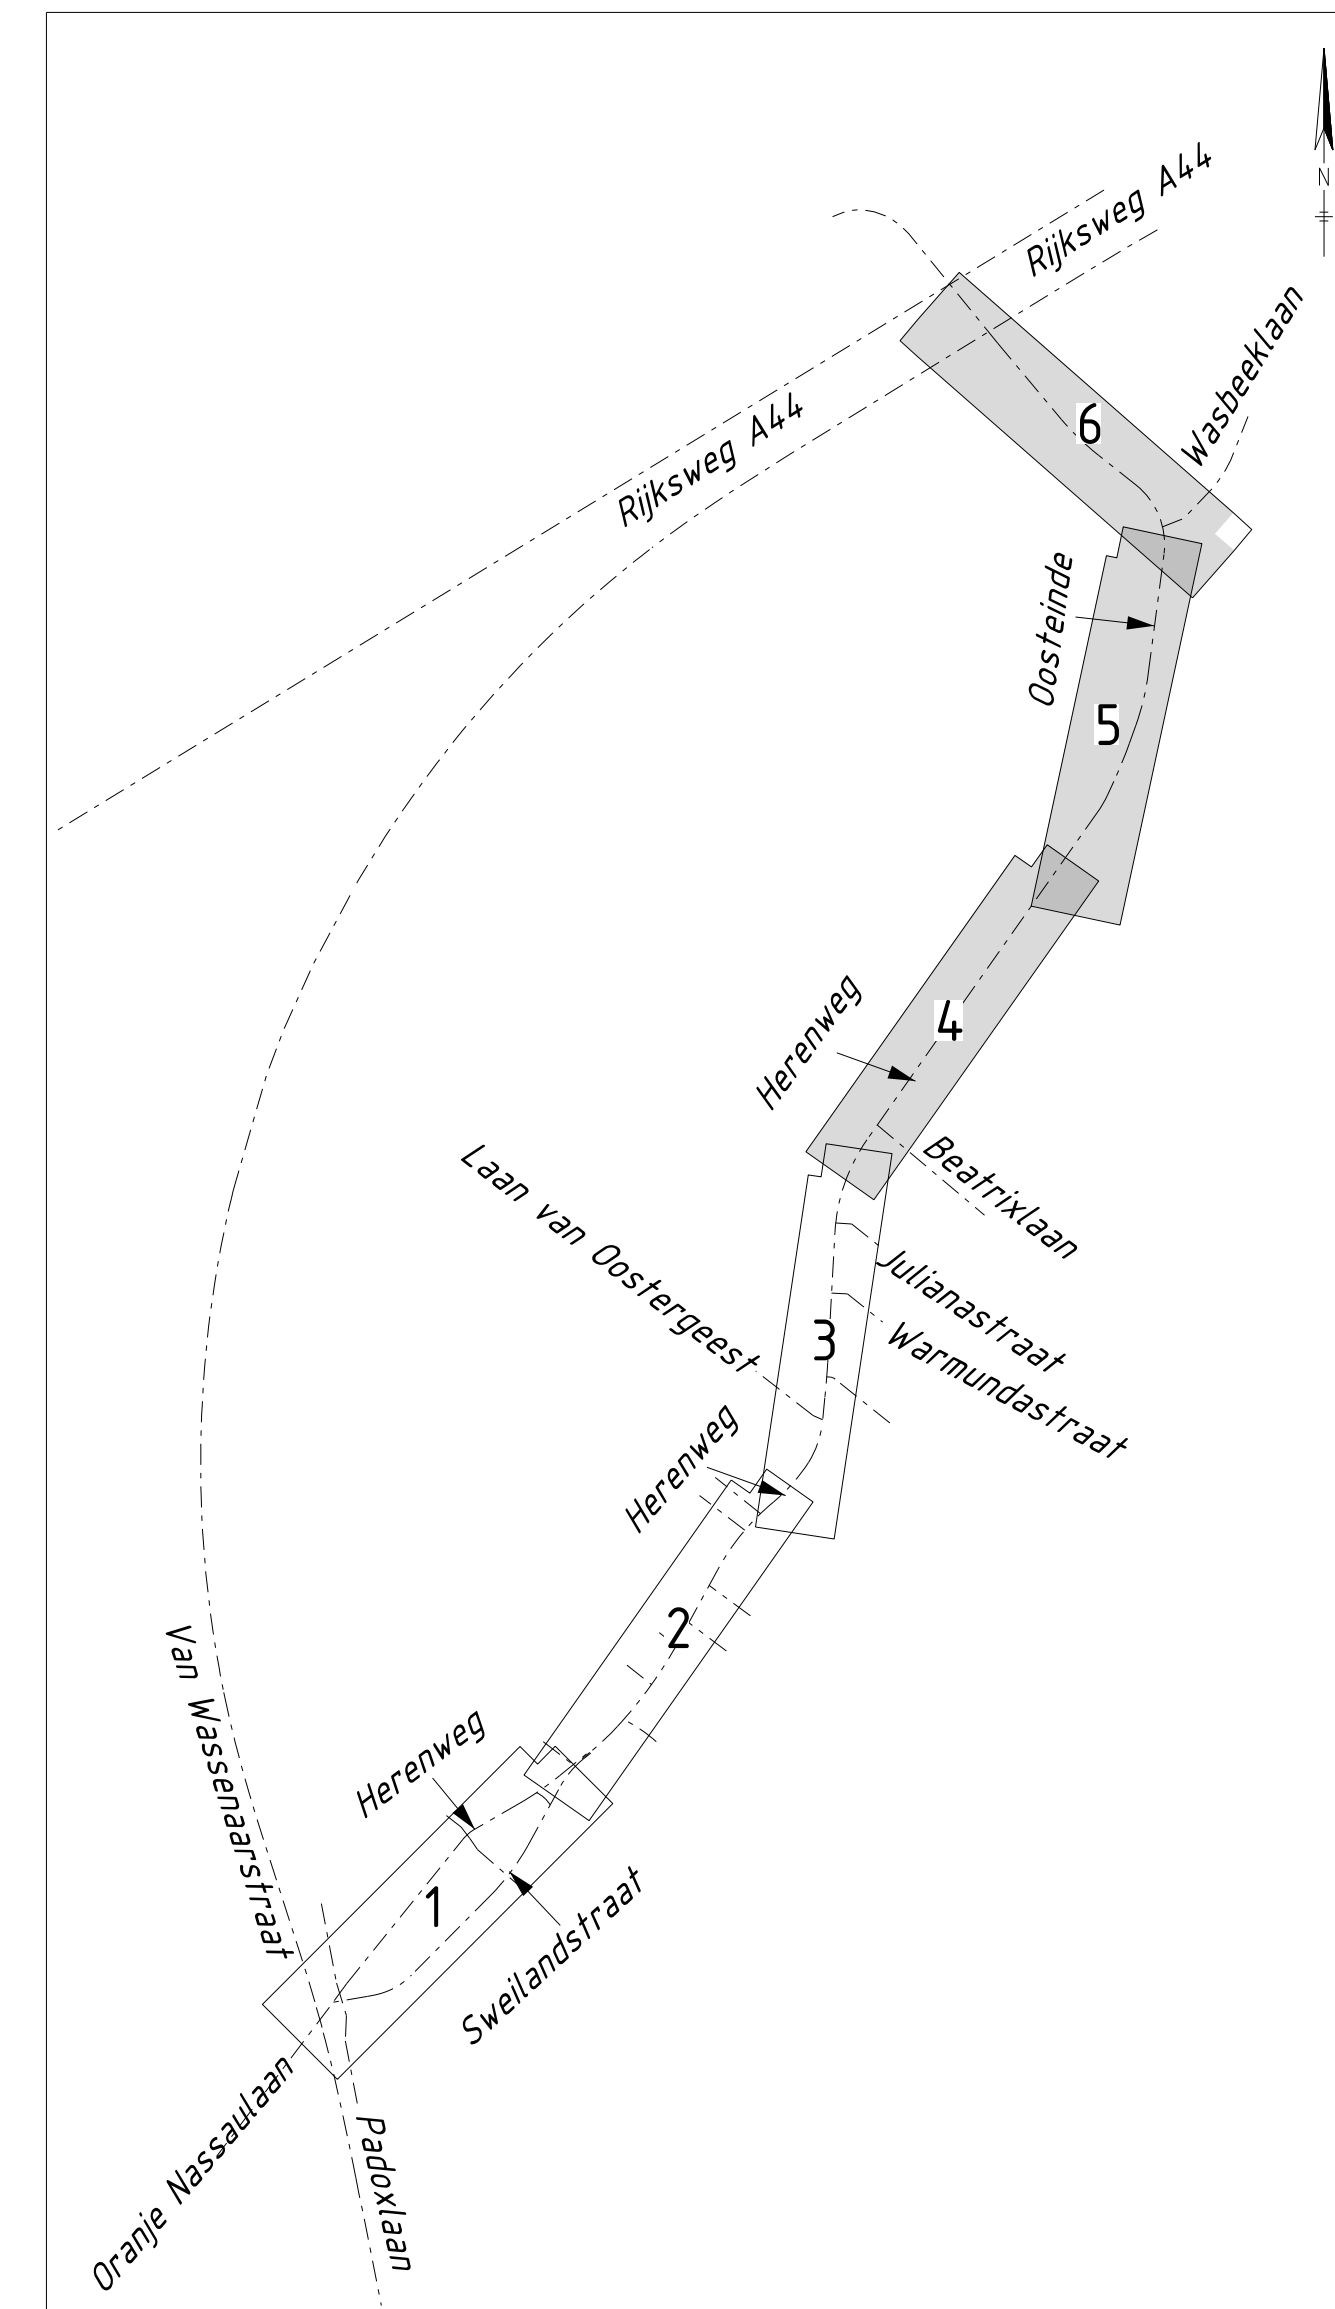 Rijksweg A44
N
Wasbeeklaan
Rijksweg A44
6
Oosteinde
5
Herenweg
4
Beatrixlaan
Laan van Oostergeest
Julianastraat
Warmundastraat
3
Herenweg
2
Van Wassenaarstraat
Herenweg
1
Sweilandstraat
Oranje Nassaulaan
Padoxlaan